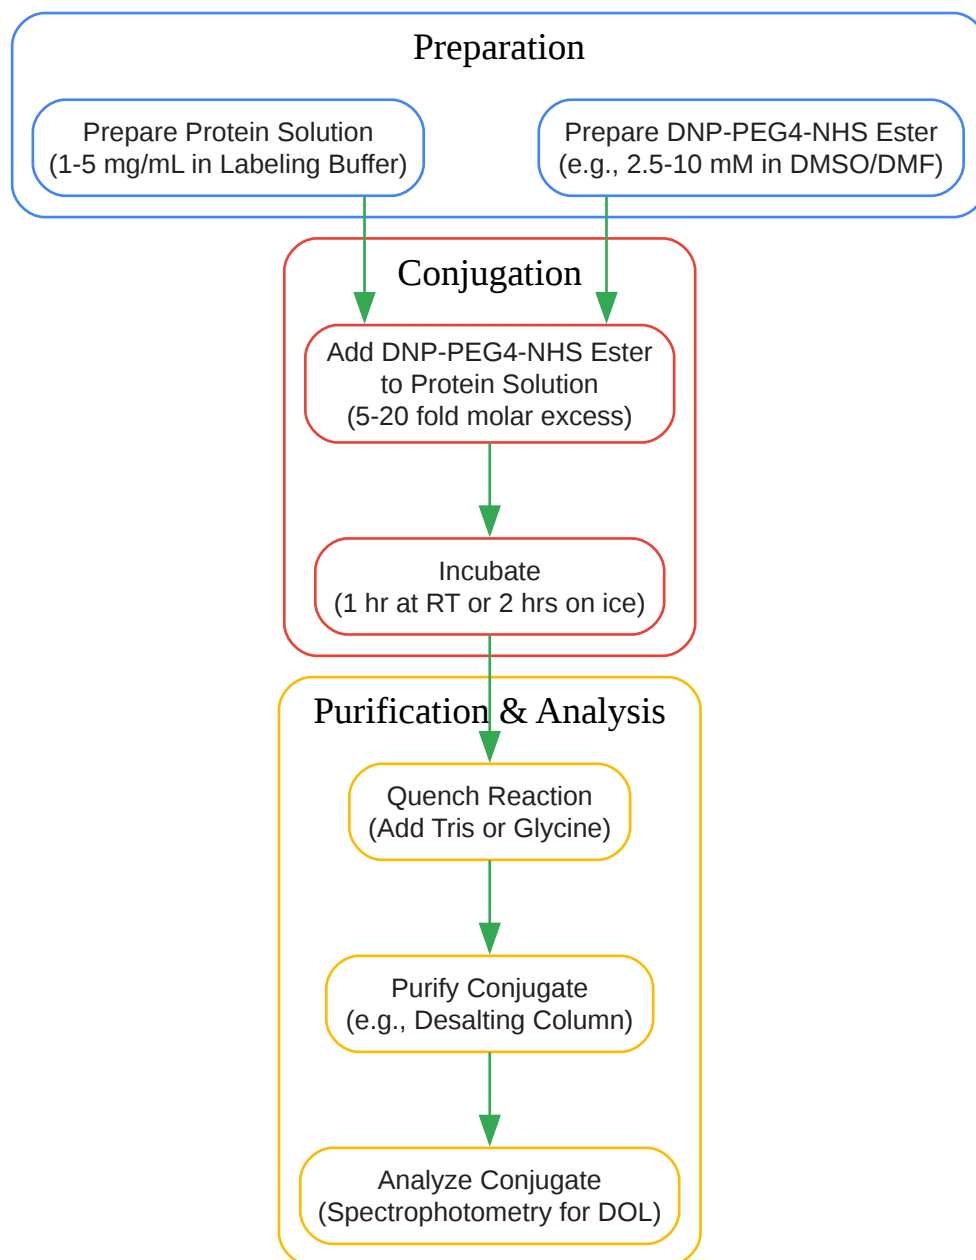 Preparation
Prepare Protein Solution
(1-5 mg/mL in Labeling Buffer)
Prepare DNP-PEG4-NHS Ester
(e.g., 2.5-10 mM in DMSO/DMF)
Conjugation
Add DNP-PEG4-NHS Ester
to Protein Solution
(5-20 fold molar excess)
Incubate
(1 hr at RT or 2 hrs on ice)
Purification & Analysis
Quench Reaction
(Add Tris or Glycine)
Purify Conjugate
(e.g., Desalting Column)
Analyze Conjugate
(Spectrophotometry for DOL)